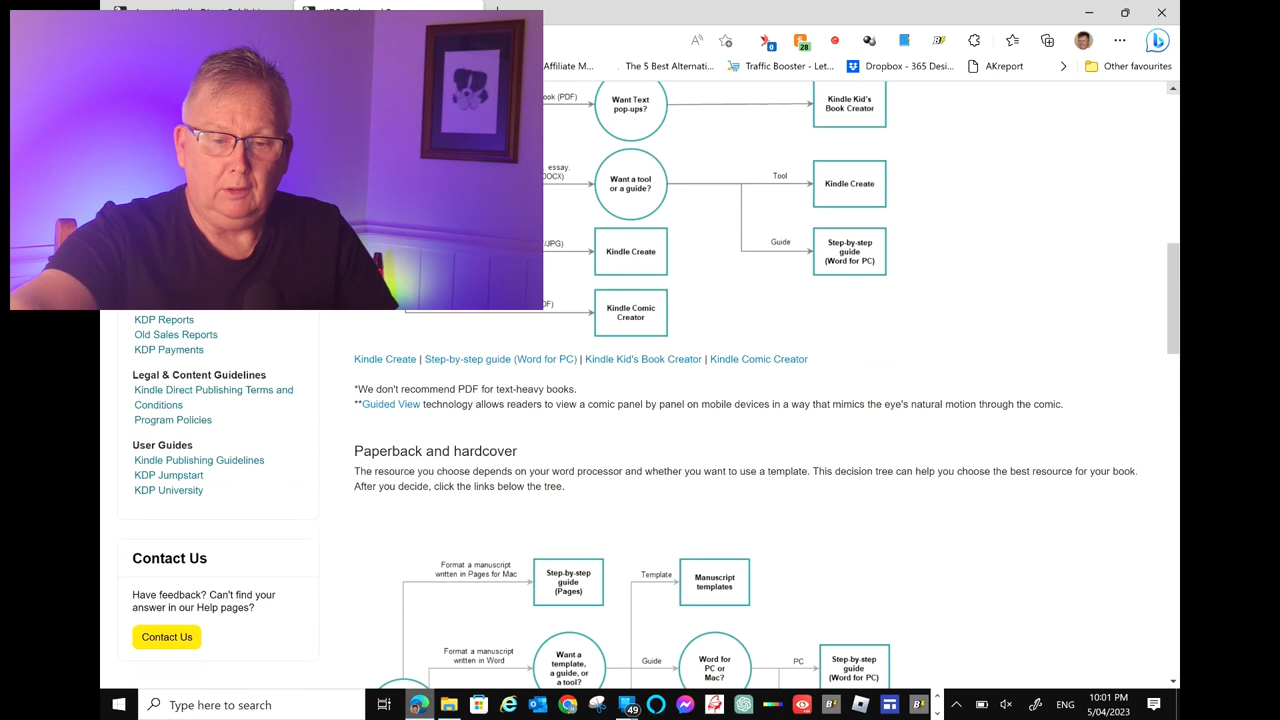 Affiliate M...
The 5 Best Alternati...
Traffic Booster - Let...
Dropbox - 365 Desi...
AKreport
Other favourites
0
28
ook (PDF)
Want Text
pop-ups?
Kindle Kid's
Book Creator
essay.
DOCX)
Want a tool
or a guide?
Tool
Kindle Create
/JPG)
Kindle Create
Guide
Step-by-step
guide
(Word for PC)
DF)
Kindle Comic
Creator
KDP Reports
Old Sales Reports
KDP Payments
Legal & Content Guidelines
Kindle Direct Publishing Terms and
Conditions
Program Policies
User Guides
Kindle Publishing Guidelines
KDP Jumpstart
KDP University
Contact Us
Have feedback? Can't find your
answer in our Help pages?
Contact Us
Kindle Create | Step-by-step guide (Word for PC) | Kindle Kid's Book Creator | Kindle Comic Creator
*We don't recommend PDF for text-heavy books.
**Guided View technology allows readers to view a comic panel by panel on mobile devices in a way that mimics the eye's natural motion through the comic.
Paperback and hardcover
The resource you choose depends on your word processor and whether you want to use a template. This decision tree can help you choose the best resource for your book.
After you decide, click the links below the tree.
Format a manuscript
written in Pages for Mac
Step-by-step
guide
(Pages)
Template
Manuscript
templates
Format a manuscript
written in Word
Want a
template,
a guide, or
a tool?
Guide
Word for
PC or
Mac?
PC
Step-by-step
guide
(Word for PC)
Type here to search
49
ENG
10:01 PM
5/04/2023